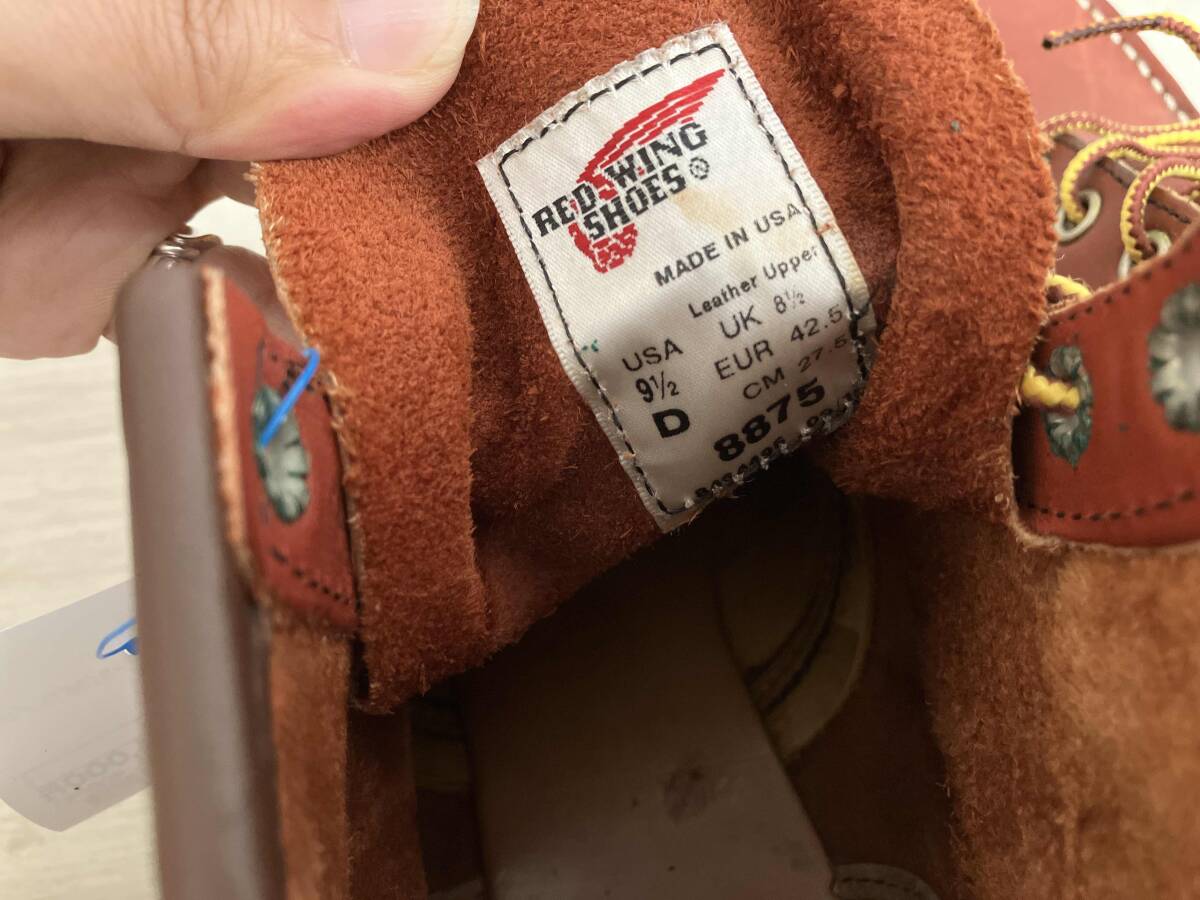 RED WING
SHOES ®
MADE IN USA
Leather Upper
USA UK 8½
9½ EUR 42.5
D CM 27.5
8875